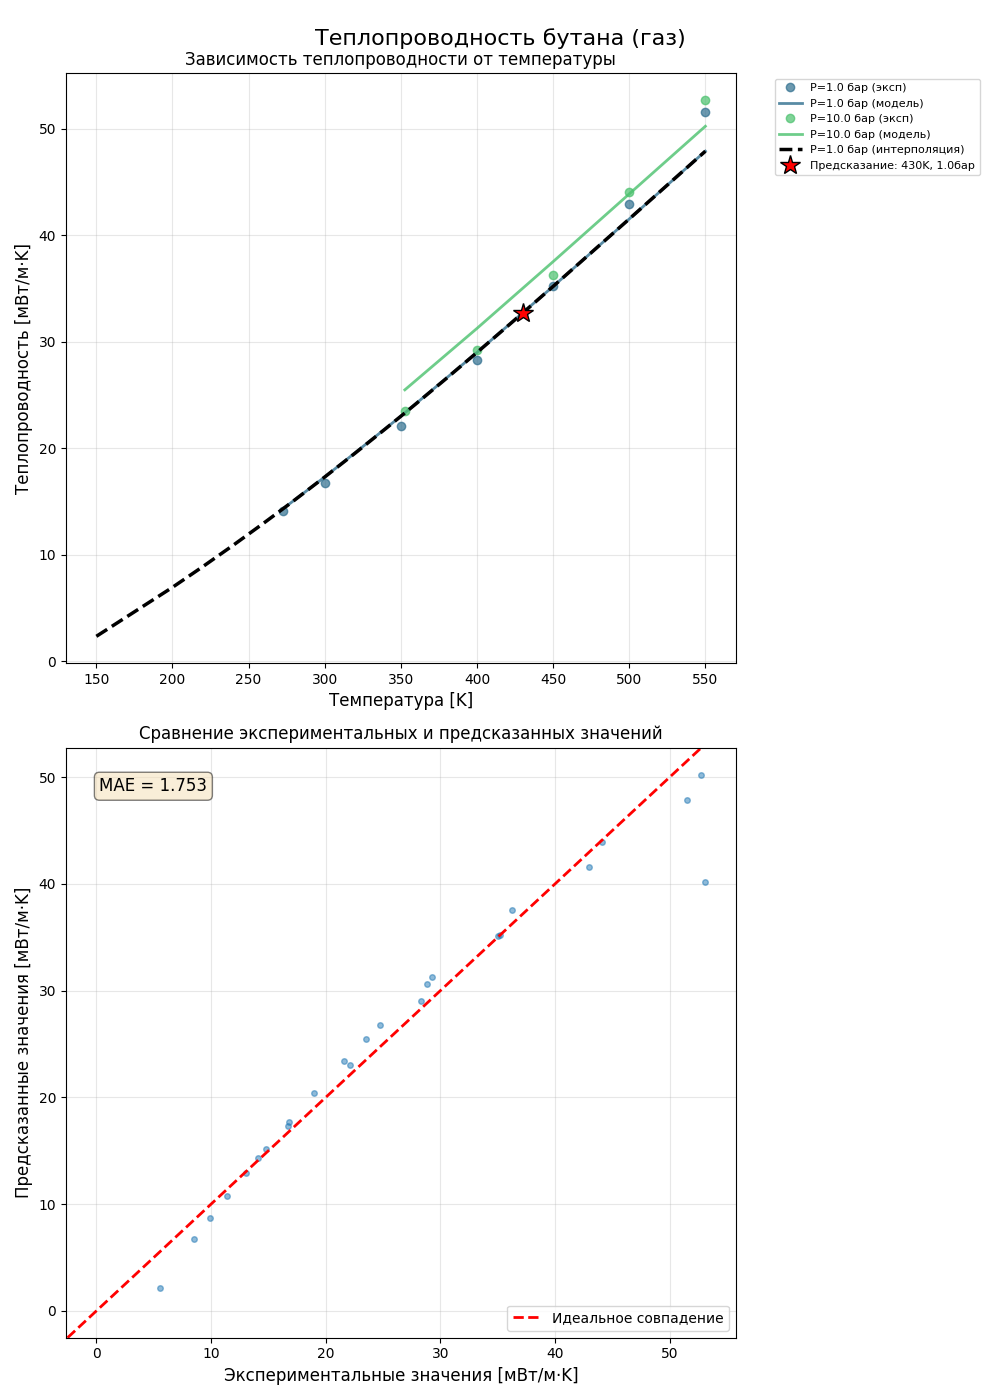 Теплопроводность бутана (газ)
Зависимость теплопроводности от температуры
P=1.0 бар (эксп)
P=1.0 бар (модель)
P=10.0 бар (эксп)
P=10.0 бар (модель)
P=1.0 бар (интерполяция)
Предсказание: 430K, 1.0бар
Теплопроводность [мВт/м·K]
50
40
30
20
10
0
150 200 250 300 350 400 450 500 550
Температура [K]
Сравнение экспериментальных и предсказанных значений
MAE = 1.753
Предсказанные значения [мВт/м·K]
50
40
30
20
10
0
Идеальное совпадение
0 10 20 30 40 50
Экспериментальные значения [мВт/м·K]